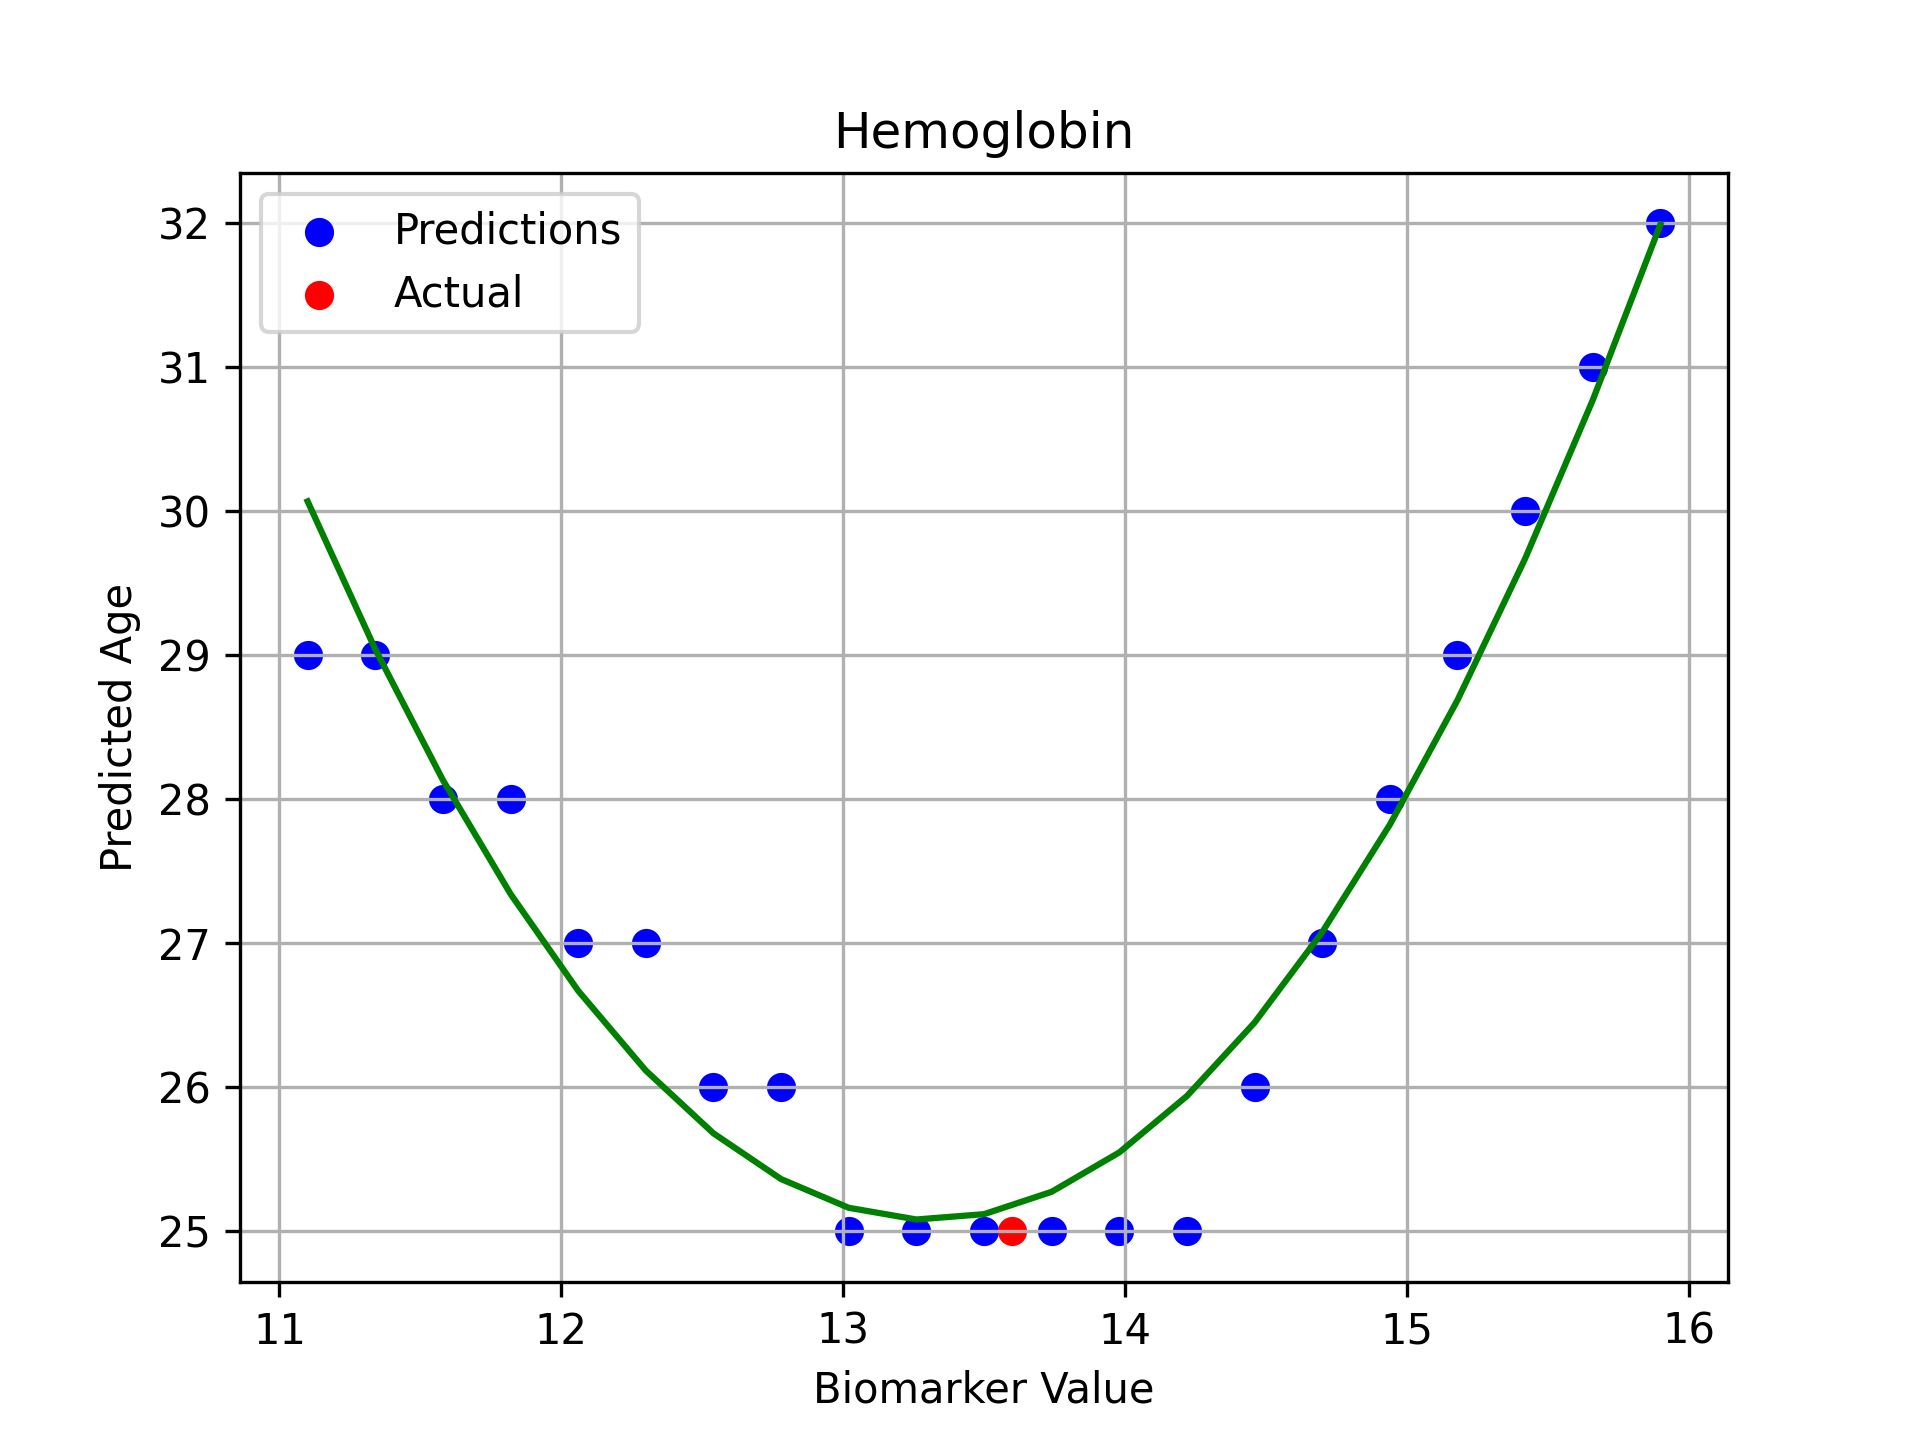 Hemoglobin
Predictions
Actual
32
31
30
29
28
27
26
25
Predicted Age
11 12 13 14 15 16
Biomarker Value